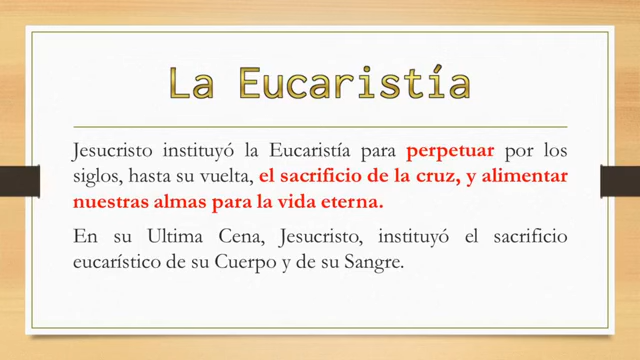 La Eucaristía
Jesucristo instituyó la Eucaristía para perpetuar por los
siglos, hasta su vuelta, el sacrificio de la cruz, y alimentar
nuestras almas para la vida eterna.
En su Ultima Cena, Jesucristo, instituyó el sacrificio
eucarístico de su Cuerpo y de su Sangre.